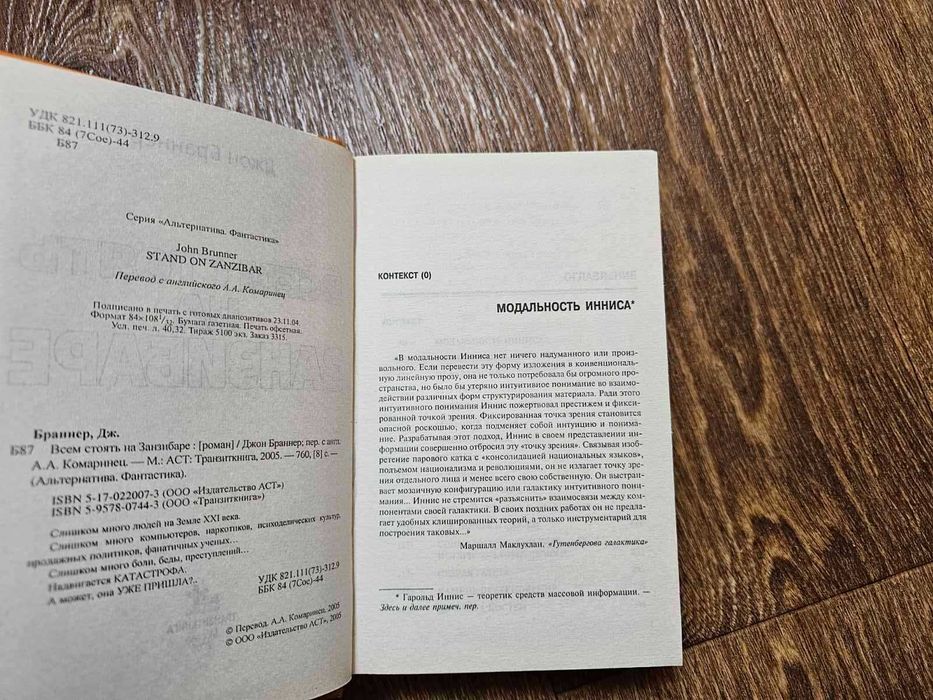 УДК 821.111(73)-312.9
ББК 84 (7Сое)-44
Б87
Серия «Альтернатива. Фантастика»
John Brunner
STAND ON ZANZIBAR
Перевод с английского А.А. Комаринец
Подписано в печать с готовых диапозитивов 23.11.04.
Формат 84×108 1/32. Бумага газетная. Печать офсетная.
Усл. печ. л. 40,32. Тираж 5100 экз. Заказ 3315.
Браннер, Дж.
Б87 Всем стоять на Занзибаре : [роман] / Джон Браннер; пер. с англ.
А.А. Комаринец. — М.: АСТ: Транзиткнига, 2005. — 760, [8] с. —
(Альтернатива. Фантастика).
ISBN 5-17-022007-3 (ООО «Издательство АСТ»)
ISBN 5-9578-0744-3 (ООО «Транзиткнига»)
Слишком много людей на Земле XXI века.
Слишком много компьютеров, наркотиков, психоделических культур,
продажных политиков, фанатичных ученых...
Слишком много боли, беды, преступлений...
Надвигается КАТАСТРОФА.
А может, она УЖЕ ПРИШЛА?..
УДК 821.111(73)-312.9
ББК 84 (7Сое)-44
© Перевод. А.А. Комаринец, 2005
© ООО «Издательство АСТ», 2005
КОНТЕКСТ (0)
МОДАЛЬНОСТЬ ИННИСА*
«В модальности Инниса нет ничего надуманного или произ-
вольного. Если перевести эту форму изложения в конвенциональ-
ную линейную прозу, она не только потребовала бы огромного про-
странства, но было бы утеряно интуитивное понимание во взаимо-
действии различных форм структурирования материала. Ради этого
интуитивного понимания Иннис пожертвовал престижем и фиксиро-
ванной точкой зрения. Фиксированная точка зрения становится
опасной роскошью, когда подменяет собой интуицию и понима-
ние. Разрабатывая этот подход, Иннис в своем представлении ин-
формации совершенно отбросил эту «точку зрения». Связывая изоб-
ретение парового катка с «консолидацией национальных языков»,
подъемом национализма и революциями, он не излагает точку зре-
ния отдельного лица и менее всего свою собственную. Он выстраи-
вает мозаичную конфигурацию или галактику интуитивного пони-
мания... Иннис не стремится «разъяснить» взаимосвязи между ком-
понентами своей галактики. В своих поздних работах он не предла-
гает удобных клишированных теорий, а только инструментарий для
построения таковых...»
Маршалл Маклухлан. «Гутенбергова галактика»
* Гарольд Иннис — теоретик средств массовой информации. —
Здесь и далее примеч. пер.